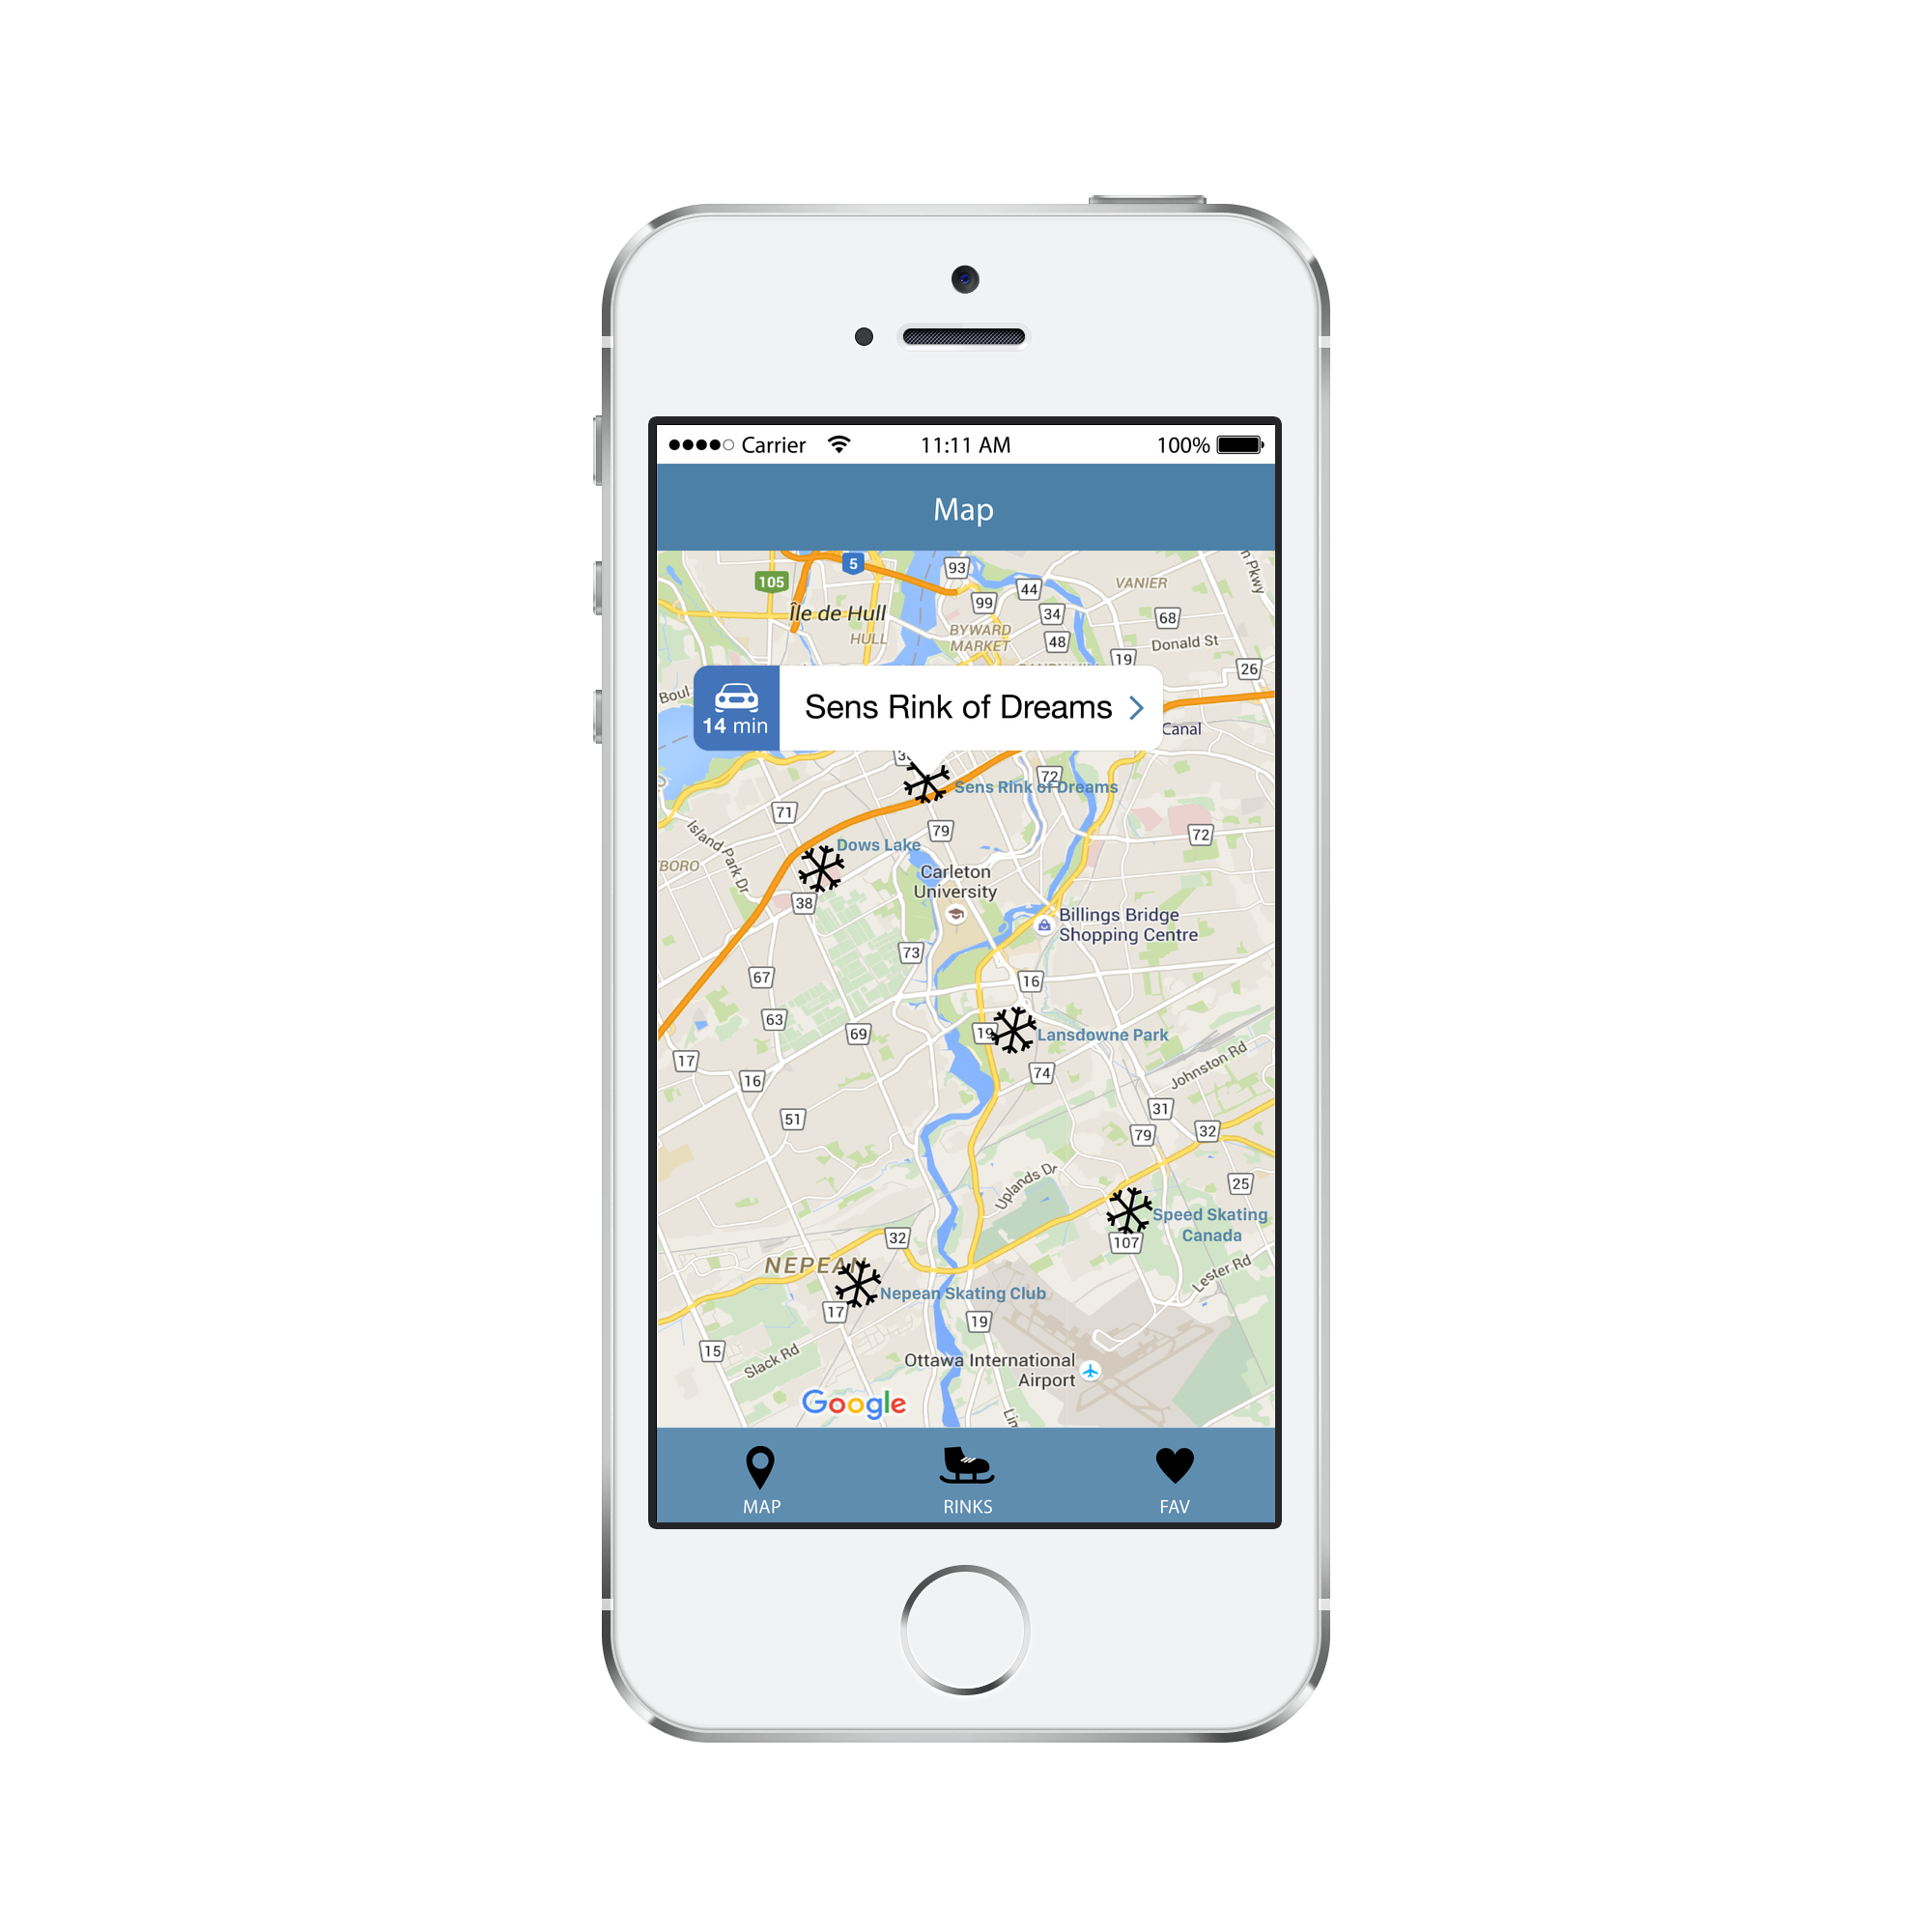 Carrier 11:11 AM 100%
Map
5
93
105
44
VANIER
99
34
68
Île de Hull
HULL
BYWARD
MARKET
48
Donald St
19
26
Boul
Sens Rink of Dreams
14 min
Canal
72
Sens Rink of Dreams
71
79
72
Island Park Dr
Dows Lake
BORO
Carleton
University
38
Billings Bridge
Shopping Centre
73
67
16
63
69
19
Lansdowne Park
17
16
74
Johnston Rd
51
31
79
32
Uplands Dr
25
Speed Skating
Canada
32
107
NEPEAN
Lester Rd
Nepean Skating Club
17
19
15
Slack Rd
Ottawa International
Airport
Google
MAP RINKS FAV